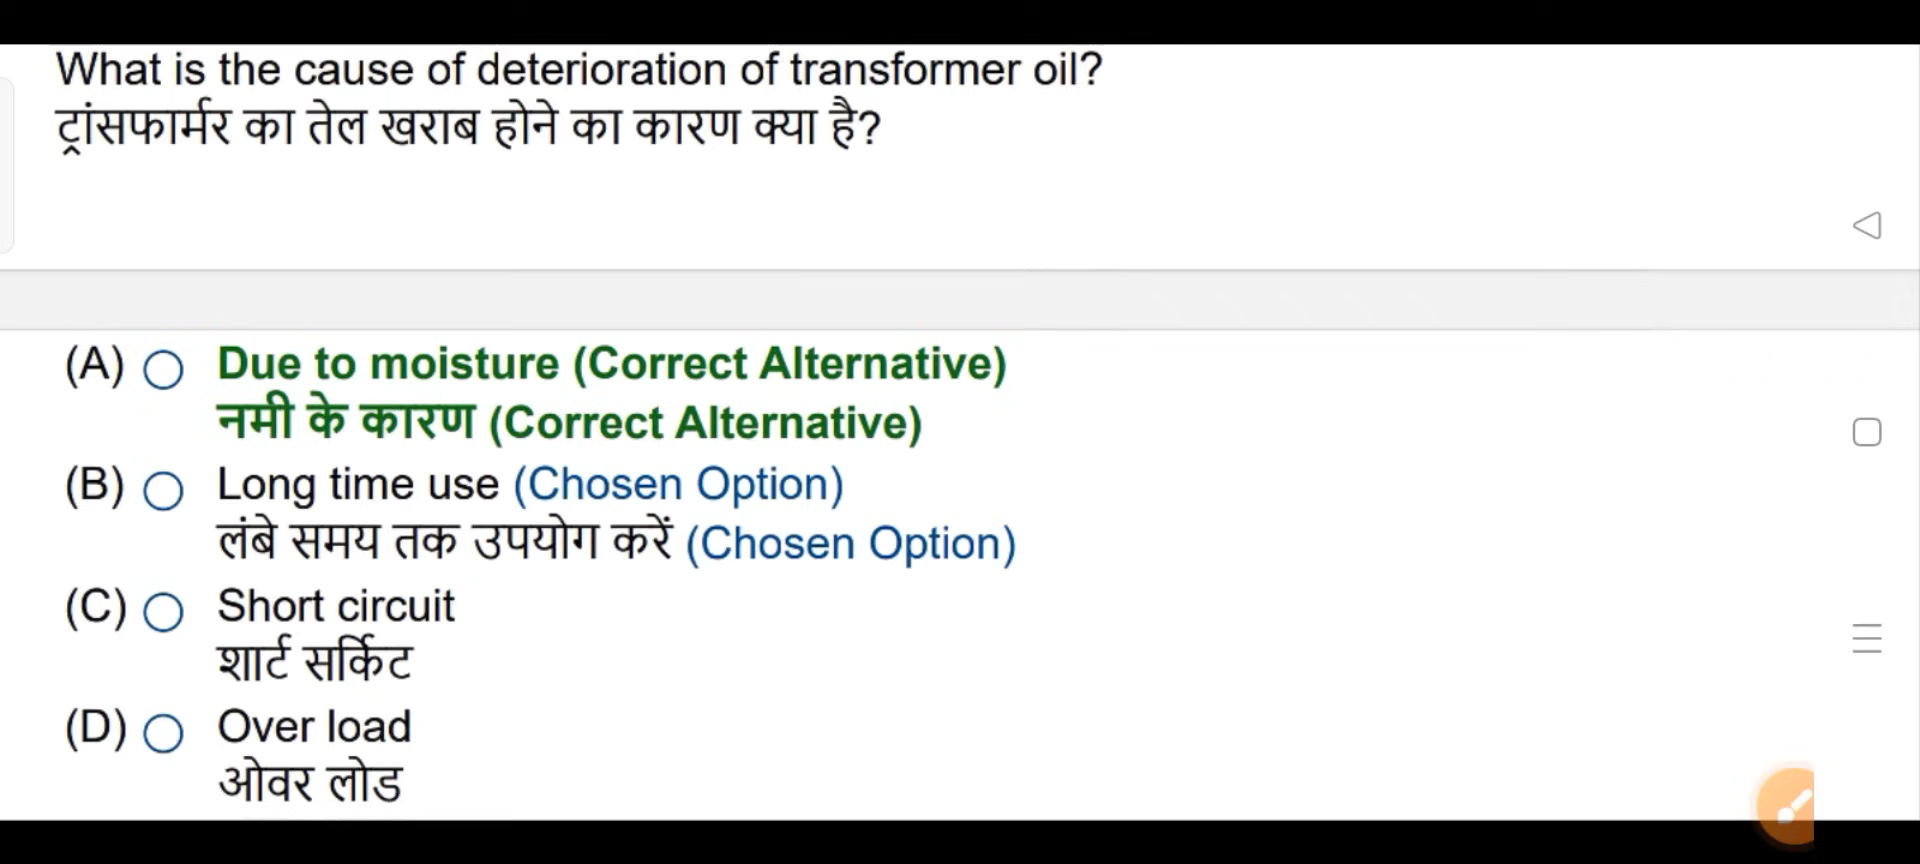 What is the cause of deterioration of transformer oil?
ट्रांसफार्मर का तेल खराब होने का कारण क्या है?
(A) Due to moisture (Correct Alternative)
नमी के कारण (Correct Alternative)
(B) Long time use (Chosen Option)
लंबे समय तक उपयोग करें (Chosen Option)
(C) Short circuit
शार्ट सर्किट
(D) Over load
ओवर लोड